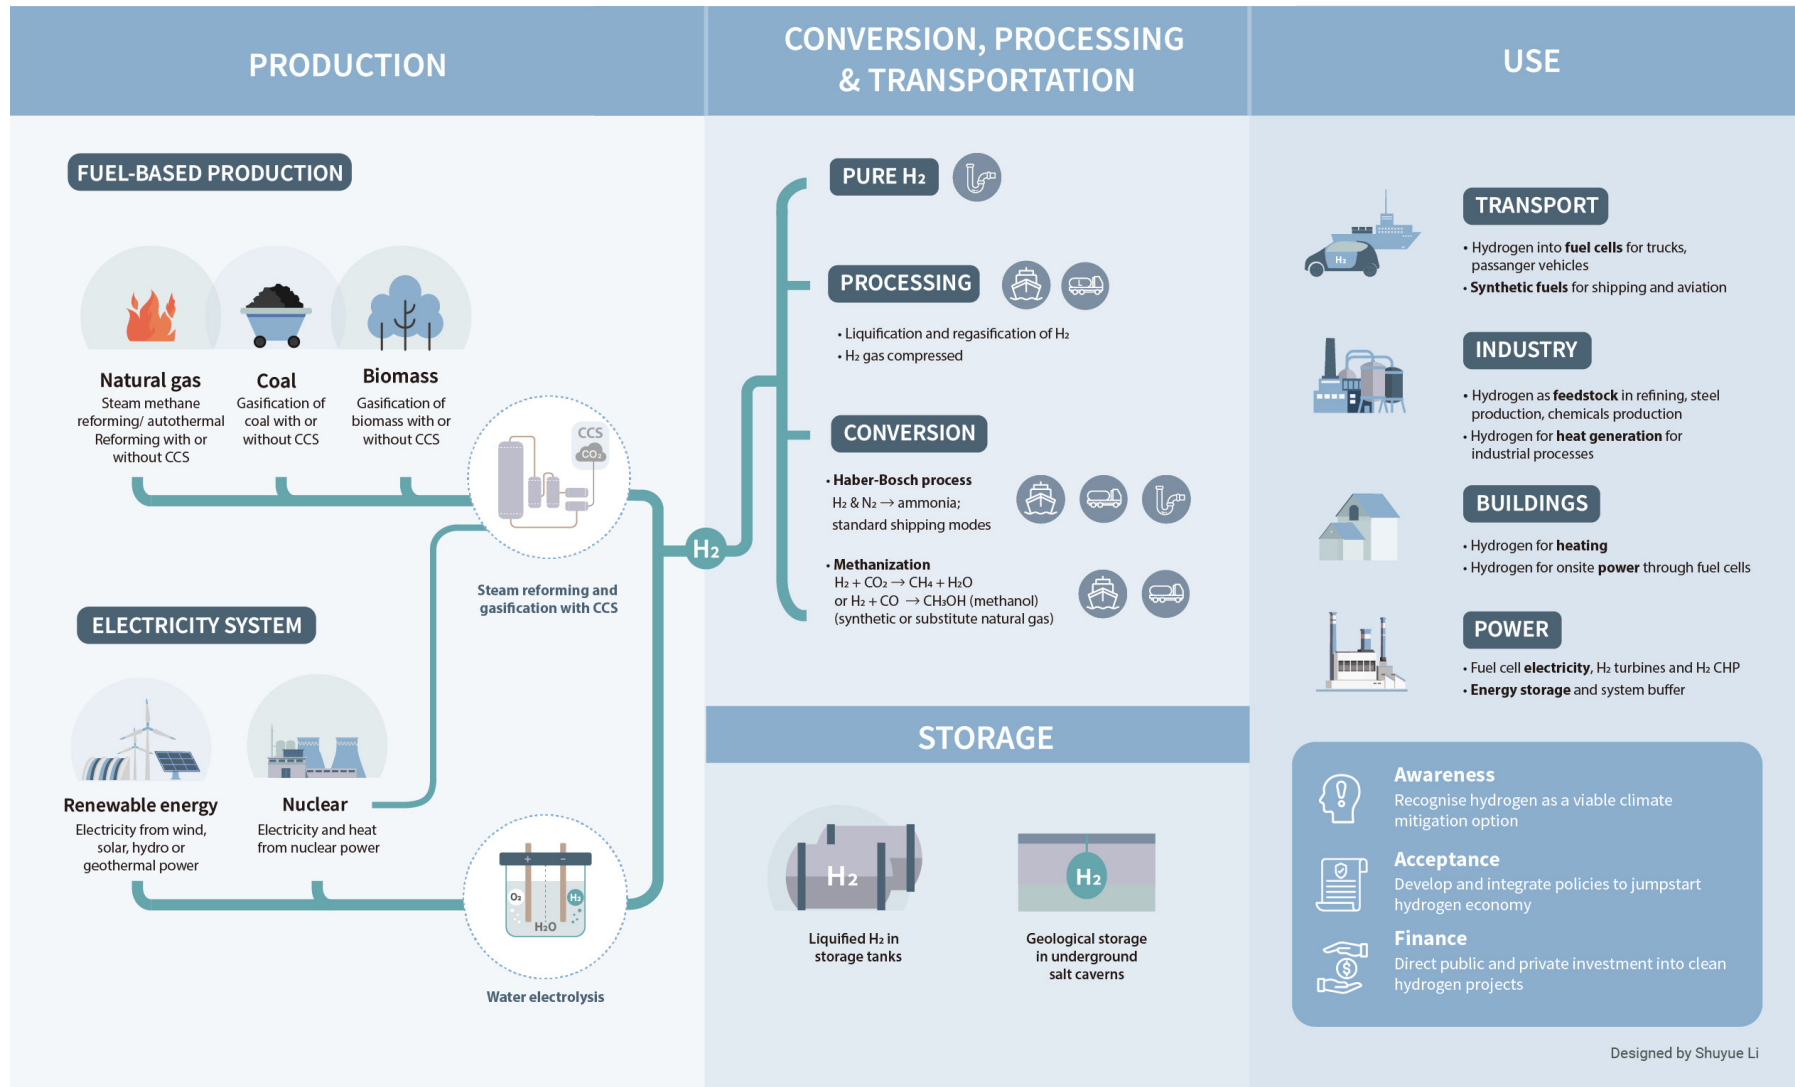 PRODUCTION
FUEL-BASED PRODUCTION
Natural gas
Steam methane
reforming/ autothermal
Reforming with or
without CCS
Coal
Gasification of
coal with or
without CCS
Biomass
Gasification of
biomass with or
without CCS
CCS
CO₂
Steam reforming and
gasification with CCS
ELECTRICITY SYSTEM
Renewable energy
Electricity from wind,
solar, hydro or
geothermal power
Nuclear
Electricity and heat
from nuclear power
+ −
O₂
H₂
H₂O
Water electrolysis
H₂
CONVERSION, PROCESSING
& TRANSPORTATION
PURE H₂
PROCESSING
• Liquification and regasification of H₂
• H₂ gas compressed
CONVERSION
• Haber-Bosch process
H₂ & N₂ → ammonia;
standard shipping modes
• Methanization
H₂ + CO₂ → CH₄ + H₂O
or H₂ + CO → CH₃OH (methanol)
(synthetic or substitute natural gas)
STORAGE
H₂
Liquified H₂ in
storage tanks
H₂
Geological storage
in underground
salt caverns
USE
H₂
TRANSPORT
• Hydrogen into fuel cells for trucks,
passanger vehicles
• Synthetic fuels for shipping and aviation
INDUSTRY
• Hydrogen as feedstock in refining, steel
production, chemicals production
• Hydrogen for heat generation for
industrial processes
BUILDINGS
• Hydrogen for heating
• Hydrogen for onsite power through fuel cells
POWER
• Fuel cell electricity, H₂ turbines and H₂ CHP
• Energy storage and system buffer
Awareness
Recognise hydrogen as a viable climate
mitigation option
Acceptance
Develop and integrate policies to jumpstart
hydrogen economy
Finance
Direct public and private investment into clean
hydrogen projects
Designed by Shuyue Li